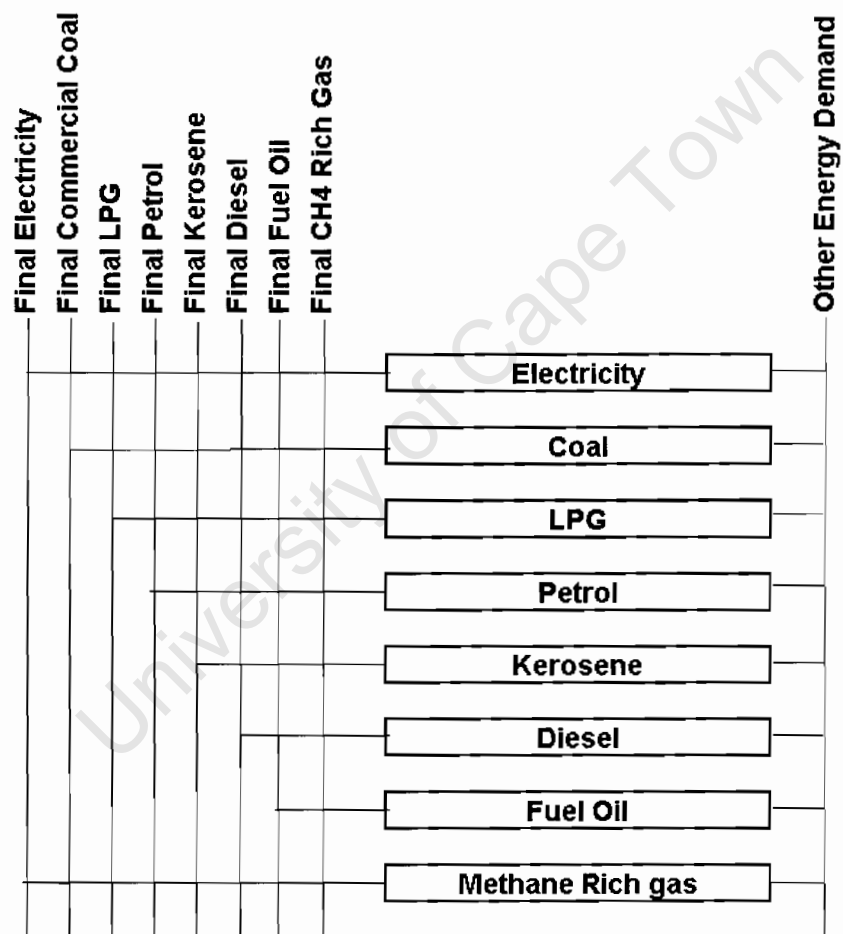 Final Electricity
Final Commercial Coal
Final LPG
Final Petrol
Final Kerosene
Final Diesel
Final Fuel Oil
Final CH4 Rich Gas
Other Energy Demand
Electricity
Coal
LPG
Petrol
Kerosene
Diesel
Fuel Oil
Methane Rich gas
University of Cape Town